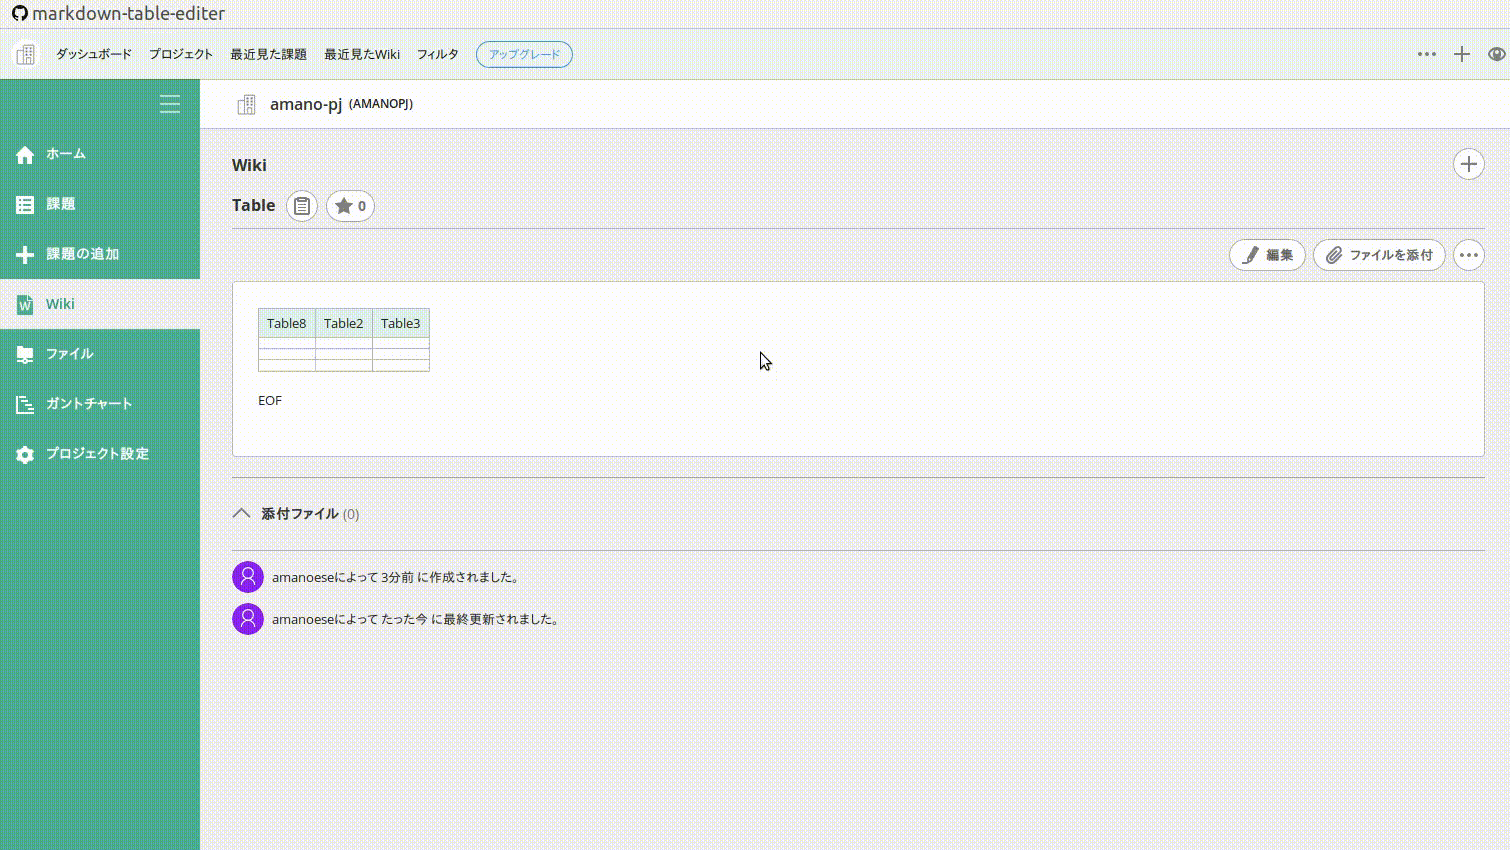 markdown-table-editer
ダッシュボード プロジェクト 最近見た課題 最近見たWiki フィルタ アップグレード
amano-pj (AMANOPJ)
ホーム
課題
課題の追加
Wiki
ファイル
ガントチャート
プロジェクト設定
Wiki
Table 0
編集 ファイルを添付
Table8 Table2 Table3
EOF
添付ファイル (0)
amanoeseによって 3分前 に作成されました。
amanoeseによって たった今 に最終更新されました。